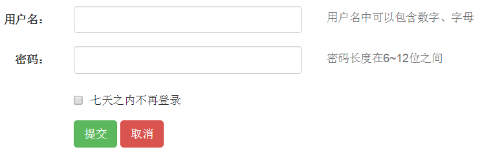 用户名： 用户名中可以包含数字、字母
密码： 密码长度在6~12位之间
七天之内不再登录
提交 取消